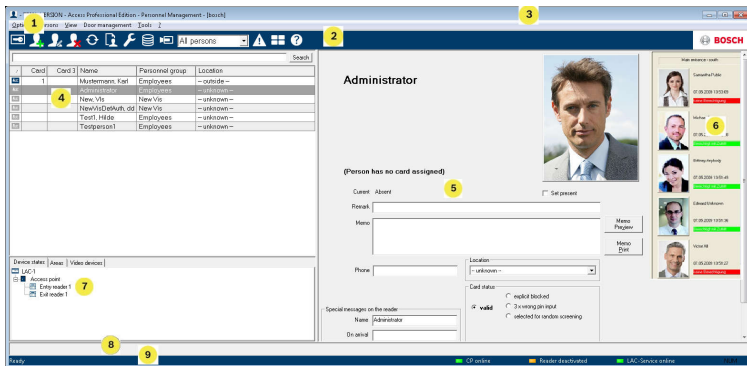 VERSION - Access Professional Edition - Personnel Management - [bosch]
3
1
View Door management Tools ?
All persons
2
BOSCH
Search
Card Card 3 Name Personnel group Location
1 Mustermann, Karl Employees -- outside --
Administrator Employees -- unknown --
4
New, VIs New Vis -- unknown --
NewVisDefAuth, dd New Vis -- unknown --
Test1, Hilde Employees -- unknown --
Testperson1 Employees -- unknown --
Administrator
(Person has no card assigned)
Current Absent
5
Set present
Remark
Memo
Memo Preview
Memo Print
Phone
Location
-- unknown --
Card status
valid
explicit blocked
3 x wrong pin input
selected for random screening
Special messages on the reader
Name Administrator
On arrival
Main entrance - south
6
Device states Areas Video devices
LAC-1
Access point
Entry reader 1
7
Exit reader 1
8
9
Ready
CP online
Reader deactivated
LAC-Service online